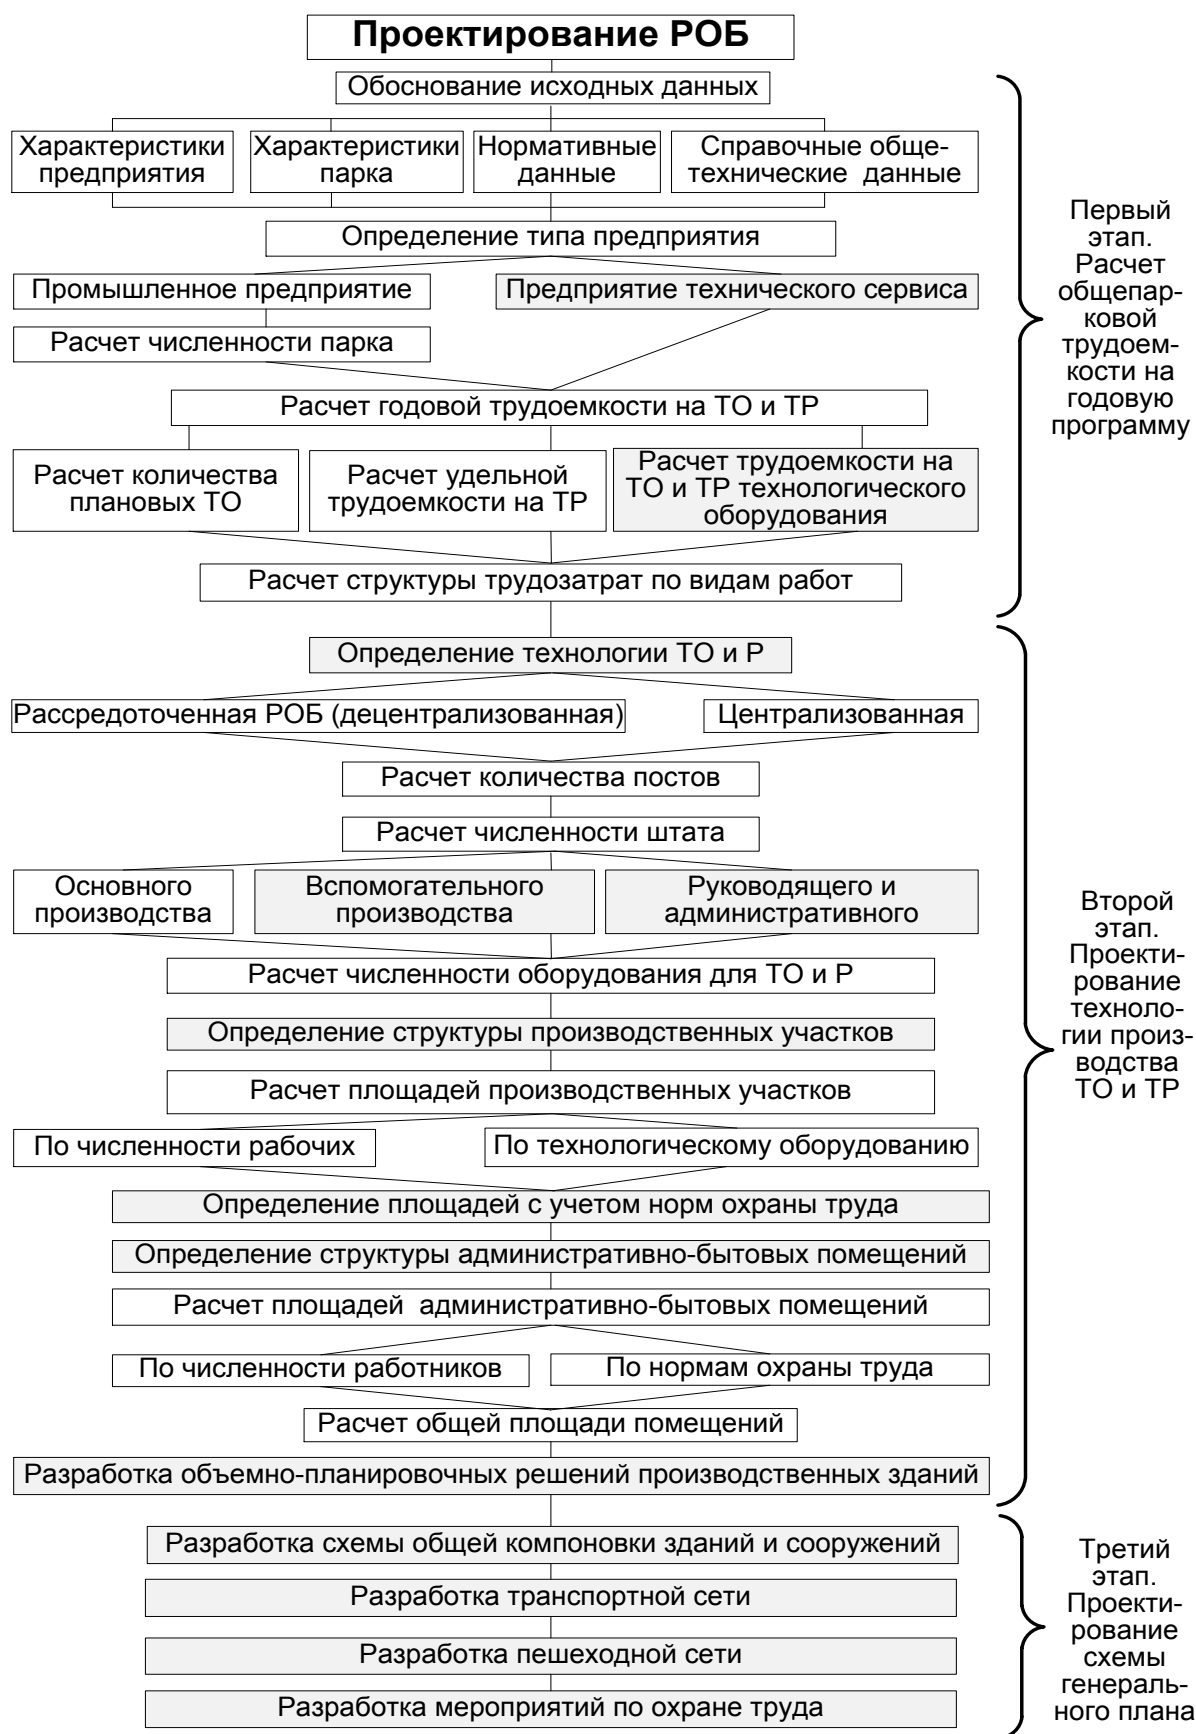 Проектирование РОБ
Обоснование исходных данных
Характеристики
предприятия
Характеристики
парка
Нормативные
данные
Справочные обще-
технические данные
Определение типа предприятия
Промышленное предприятие
Предприятие технического сервиса
Расчет численности парка
Расчет годовой трудоемкости на ТО и ТР
Расчет количества
плановых ТО
Расчет удельной
трудоемкости на ТР
Расчет трудоемкости на
ТО и ТР технологического
оборудования
Расчет структуры трудозатрат по видам работ
Первый
этап.
Расчет
общепар-
ковой
трудоем-
кости на
годовую
программу
Определение технологии ТО и Р
Рассредоточенная РОБ (децентрализованная)
Централизованная
Расчет количества постов
Расчет численности штата
Основного
производства
Вспомогательного
производства
Руководящего и
административного
Расчет численности оборудования для ТО и Р
Определение структуры производственных участков
Расчет площадей производственных участков
По численности рабочих
По технологическому оборудованию
Определение площадей с учетом норм охраны труда
Определение структуры административно-бытовых помещений
Расчет площадей административно-бытовых помещений
По численности работников
По нормам охраны труда
Расчет общей площади помещений
Разработка объемно-планировочных решений производственных зданий
Второй
этап.
Проекти-
рование
техноло-
гии произ-
водства
ТО и ТР
Разработка схемы общей компоновки зданий и сооружений
Разработка транспортной сети
Разработка пешеходной сети
Разработка мероприятий по охране труда
Третий
этап.
Проекти-
рование
схемы
генераль-
ного плана